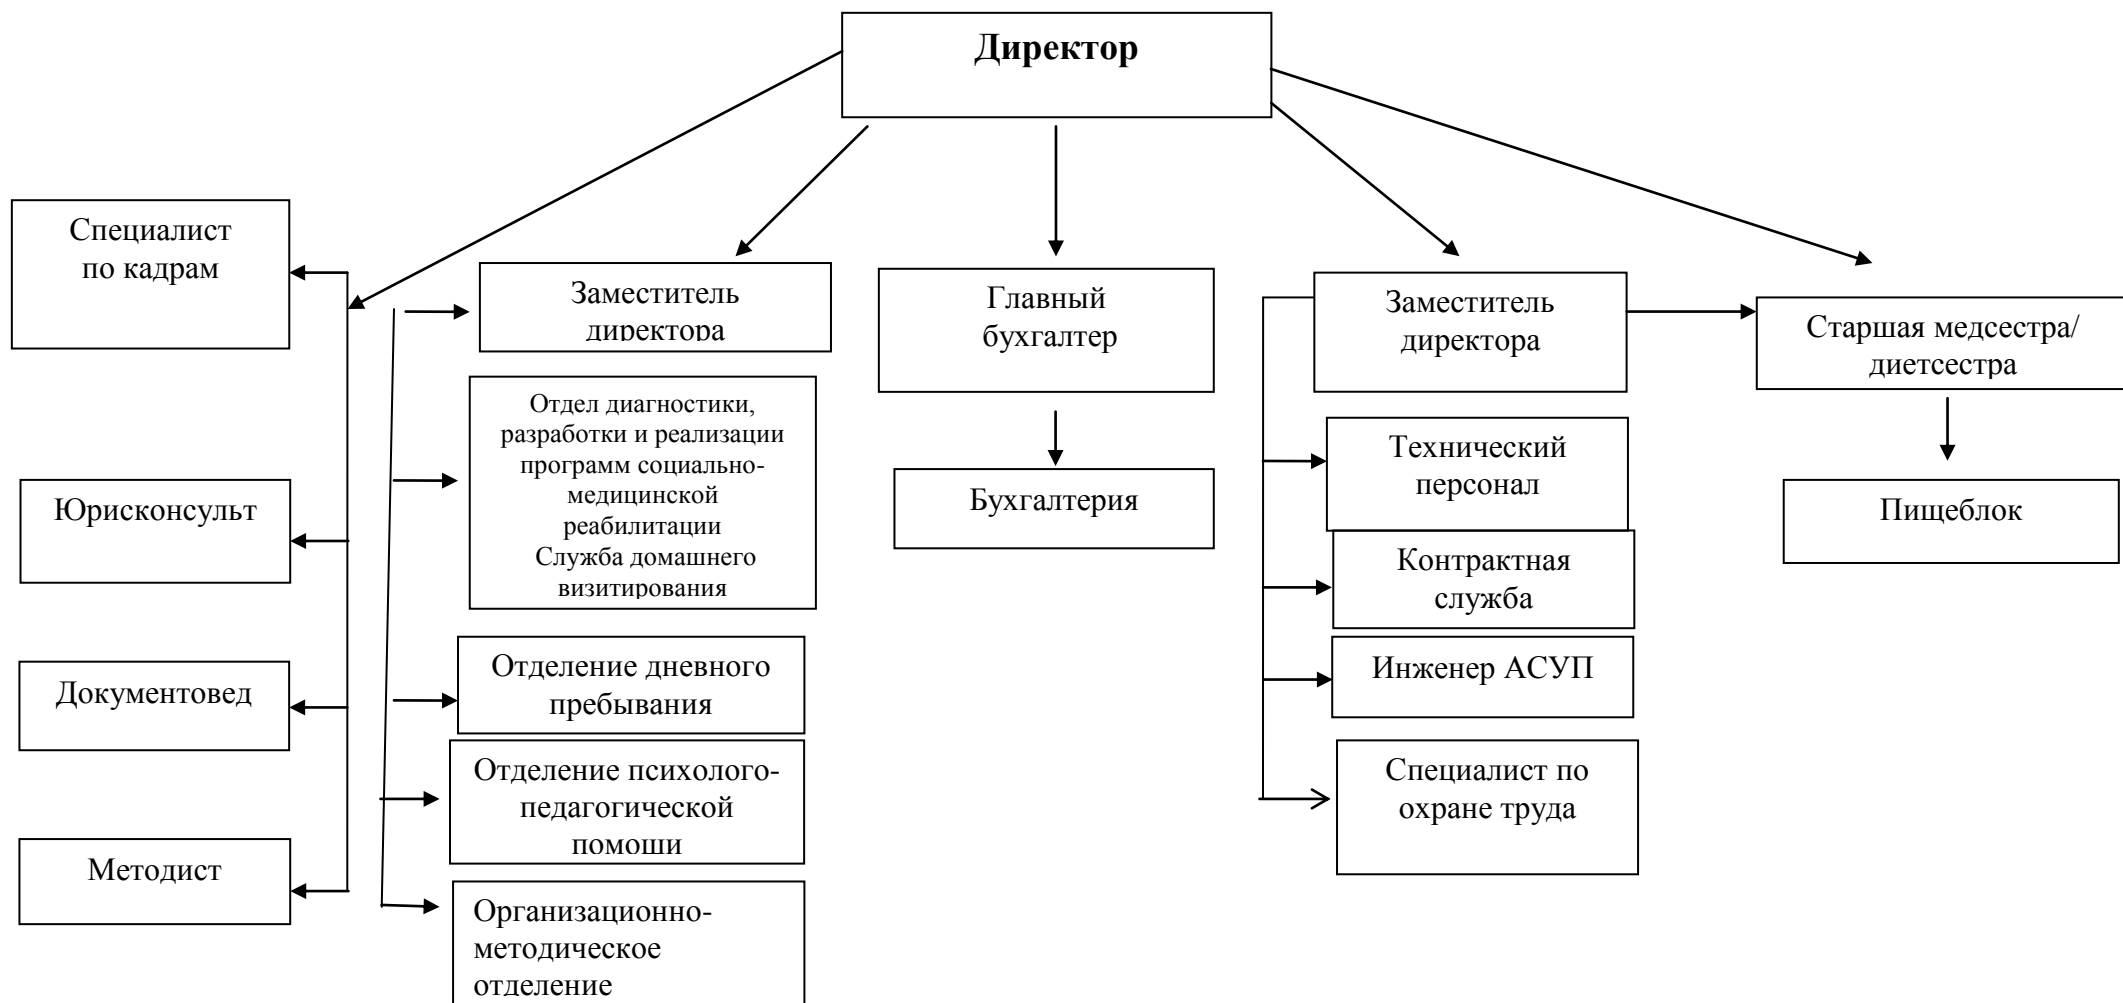 Директор
Специалист
по кадрам
Юрисконсульт
Документовед
Методист
Заместитель
директора
Отдел диагностики,
разработки и реализации
программ социально-
медицинской
реабилитации
Служба домашнего
визитирования
Отделение дневного
пребывания
Отделение психолого-
педагогической
помощи
Организационно-
методическое
отделение
Главный
бухгалтер
Бухгалтерия
Заместитель
директора
Технический
персонал
Контрактная
служба
Инженер АСУП
Специалист по
охране труда
Старшая медсестра/
диетсестра
Пищеблок